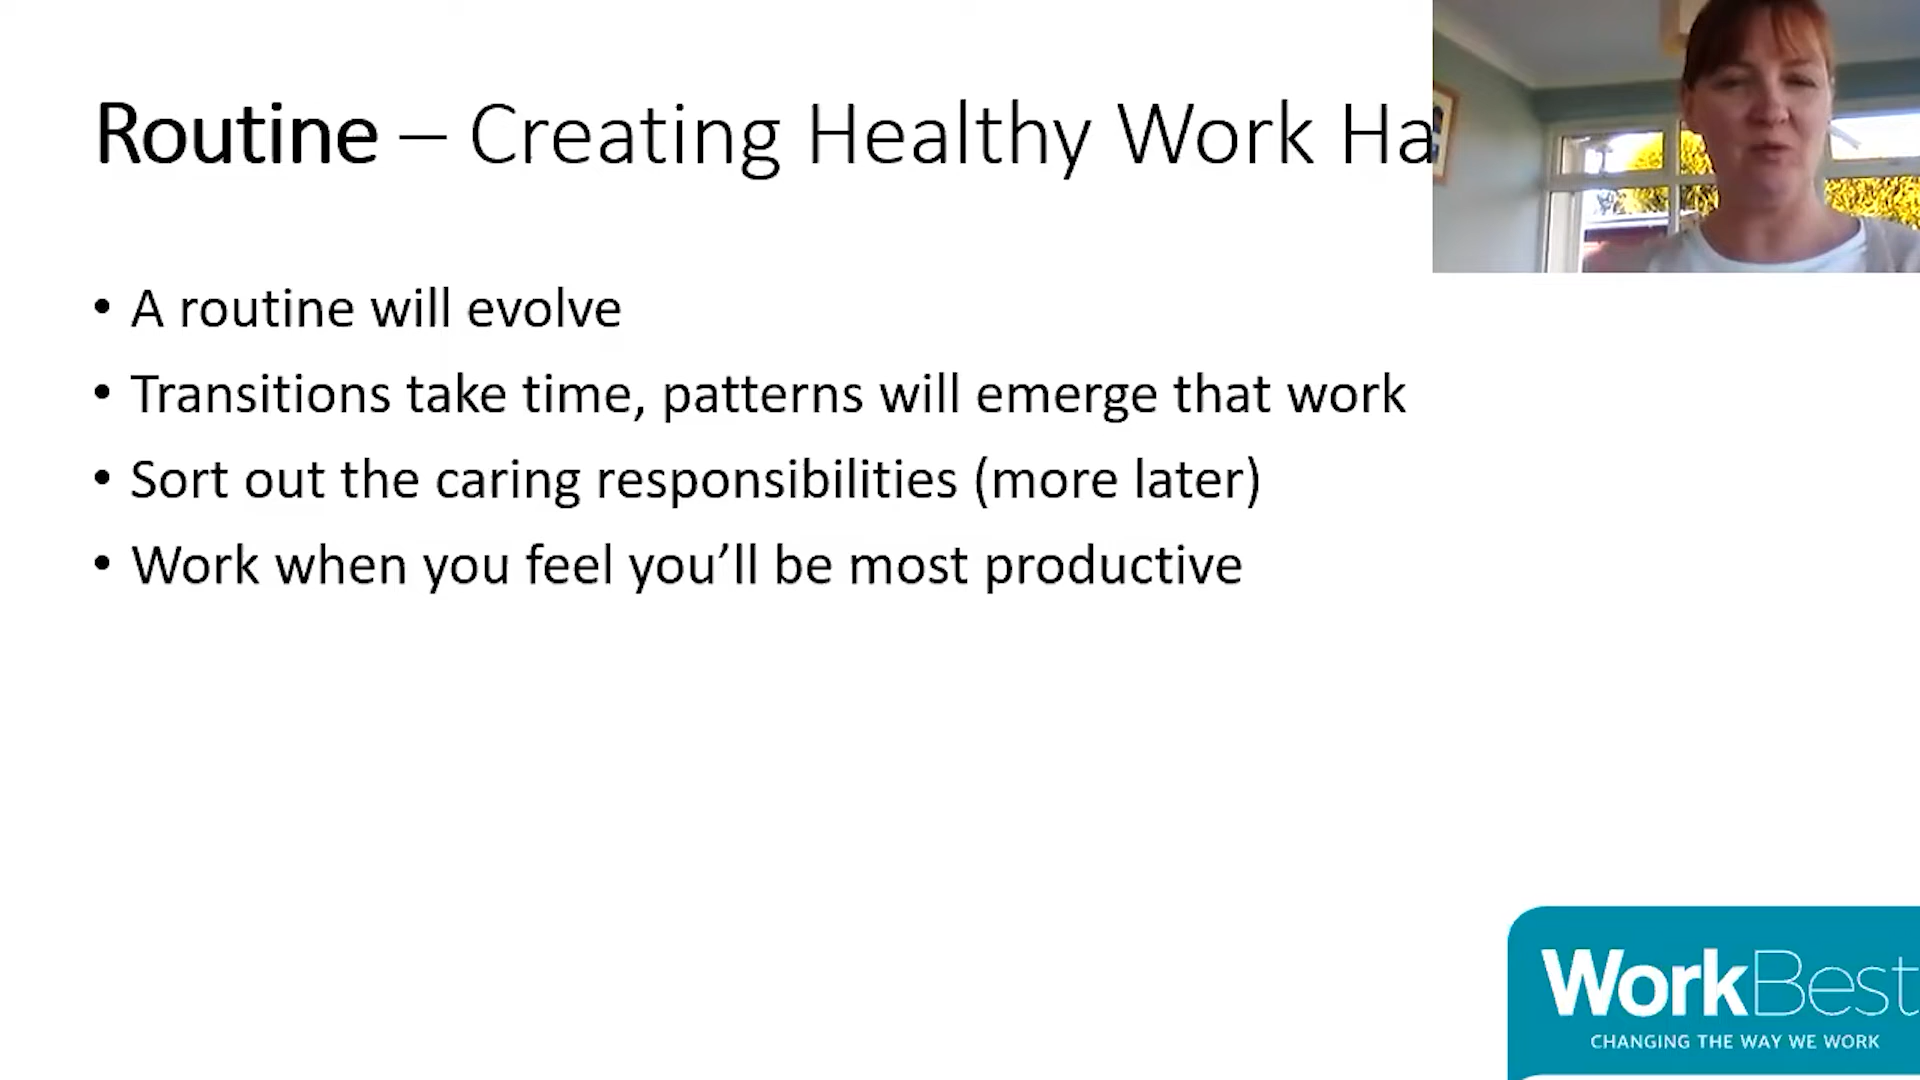 Routine – Creating Healthy Work Ha
• A routine will evolve
• Transitions take time, patterns will emerge that work
• Sort out the caring responsibilities (more later)
• Work when you feel you’ll be most productive
WorkBest
CHANGING THE WAY WE WORK